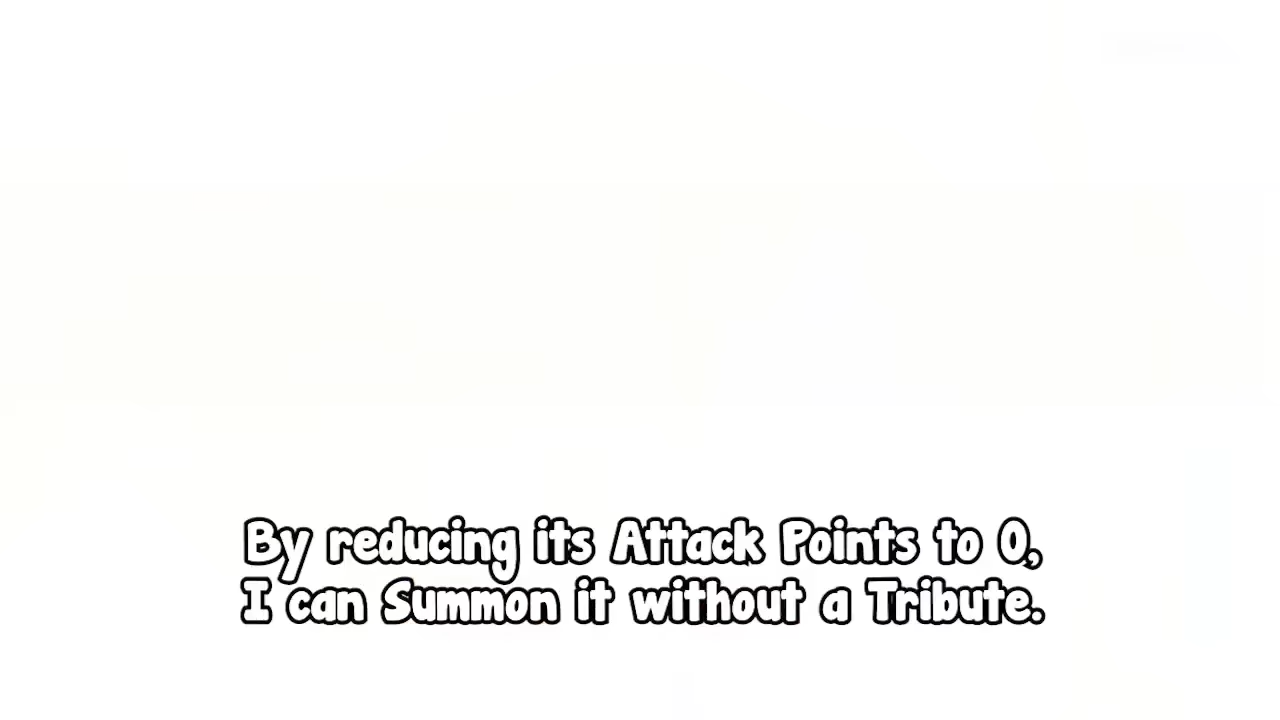 By reducing its Attack Points to 0,
I can Summon it without a Tribute.